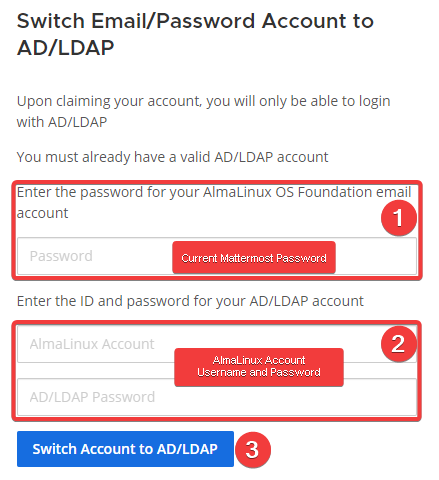 Switch Email/Password Account to
AD/LDAP
Upon claiming your account, you will only be able to login
with AD/LDAP
You must already have a valid AD/LDAP account
Enter the password for your AlmaLinux OS Foundation email
account
1
Password
Current Mattermost Password
Enter the ID and password for your AD/LDAP account
2
AlmaLinux Account
AlmaLinux Account
Username and Password
AD/LDAP Password
Switch Account to AD/LDAP
3